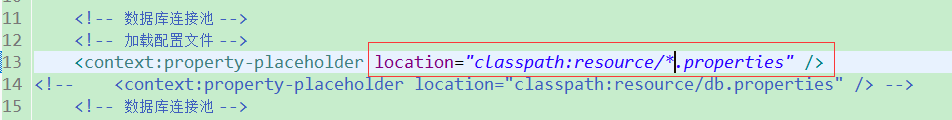 11 <!-- 数据库连接池 -->
12 <!-- 加载配置文件 -->
13 <context:property-placeholder location="classpath:resource/*.properties" />
14 <!-- <context:property-placeholder location="classpath:resource/db.properties" /> -->
15 <!-- 数据库连接池 -->